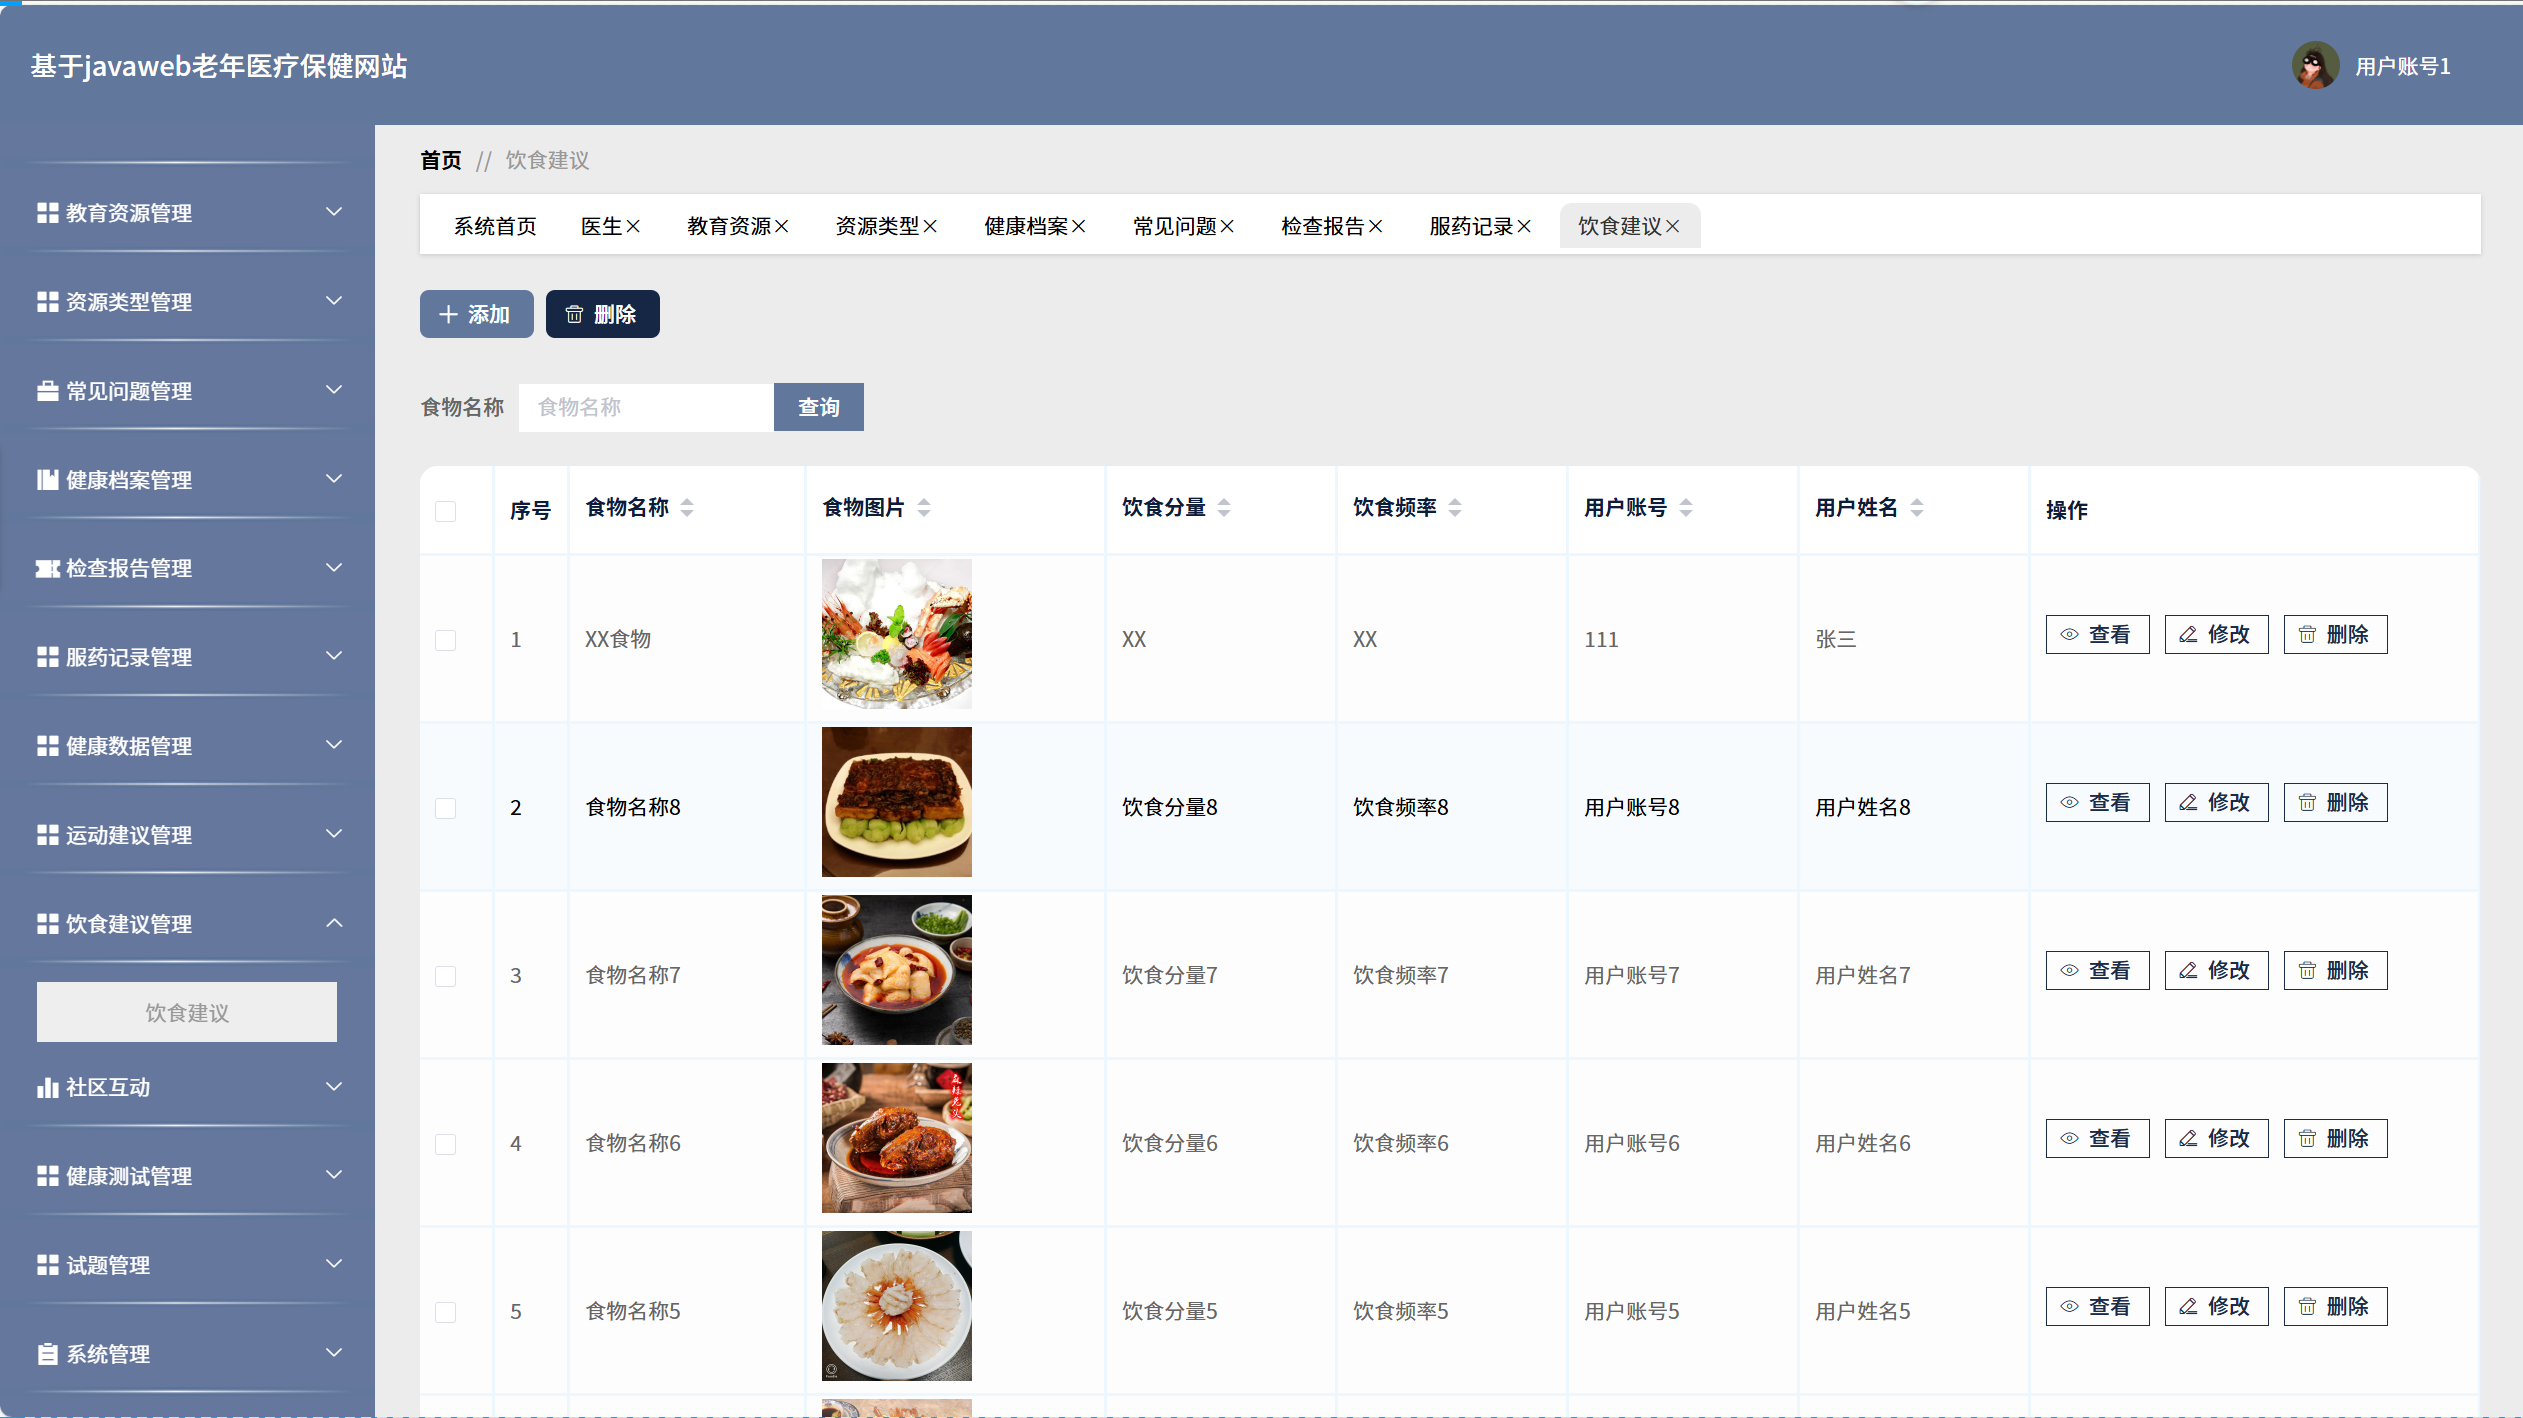 基于javaweb老年医疗保健网站
用户账号1
教育资源管理
资源类型管理
常见问题管理
健康档案管理
检查报告管理
服药记录管理
健康数据管理
运动建议管理
饮食建议管理
饮食建议
社区互动
健康测试管理
试题管理
系统管理
首页 // 饮食建议
系统首页 医生 教育资源 资源类型 健康档案 常见问题 检查报告 服药记录 饮食建议
添加 删除
食物名称 食物名称 查询
序号 食物名称 食物图片 饮食分量 饮食频率 用户账号 用户姓名 操作
1 XX食物 XX XX 111 张三 查看 修改 删除
2 食物名称8 饮食分量8 饮食频率8 用户账号8 用户姓名8 查看 修改 删除
3 食物名称7 饮食分量7 饮食频率7 用户账号7 用户姓名7 查看 修改 删除
4 食物名称6 饮食分量6 饮食频率6 用户账号6 用户姓名6 查看 修改 删除
5 食物名称5 饮食分量5 饮食频率5 用户账号5 用户姓名5 查看 修改 删除